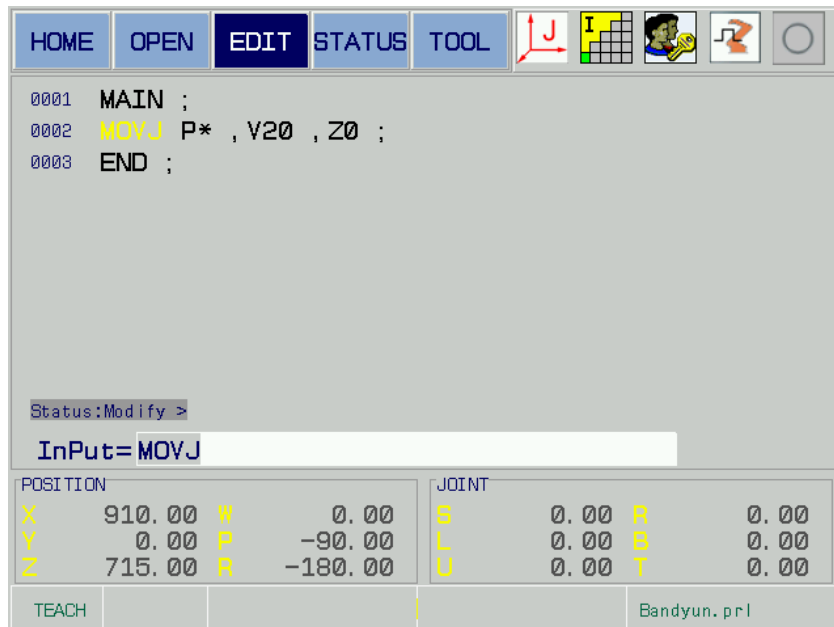 HOME OPEN EDIT STATUS TOOL J I
0001 MAIN ;
0002 MOVJ P* , V20 , Z0 ;
0003 END ;
Status:Modify >
InPut= MOVJ
POSITION JOINT
X 910.00 W 0.00 S 0.00 R 0.00
Y 0.00 P -90.00 L 0.00 B 0.00
Z 715.00 R -180.00 U 0.00 T 0.00
TEACH Bandyun.prl